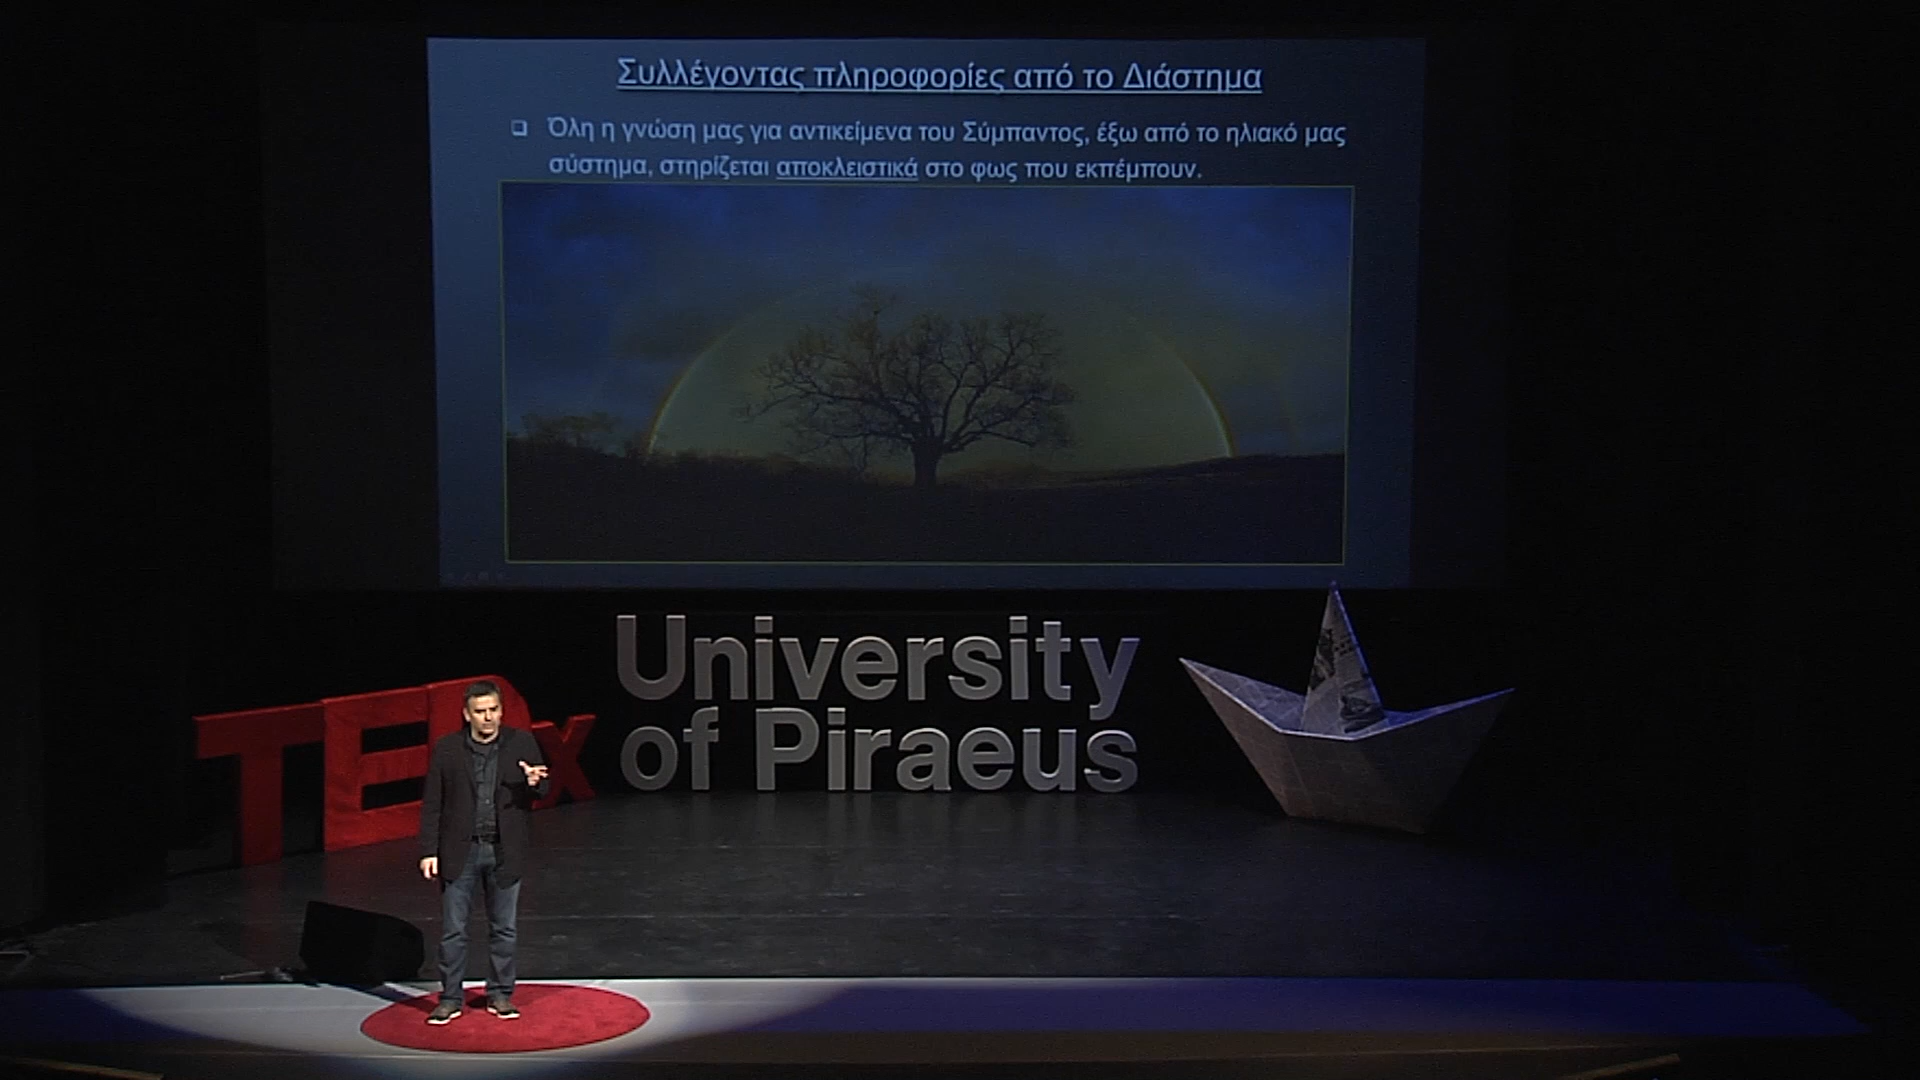 Συλλέγοντας πληροφορίες από το Διάστημα
Όλη η γνώση μας για αντικείμενα του Σύμπαντος, έξω από το ηλιακό μας
σύστημα, στηρίζεται αποκλειστικά στο φως που εκπέμπουν.
TEDx
University
of Piraeus